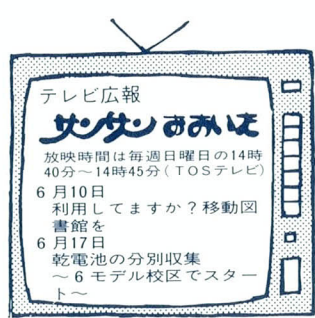 テレビ広報
サンサンおおいた
放映時間は毎週日曜日の14時
40分~14時45分(TOSテレビ)
6月10日
利用してますか?移動図
書館を
6月17日
乾電池の分別収集
~6モデル校区でスター
ト~